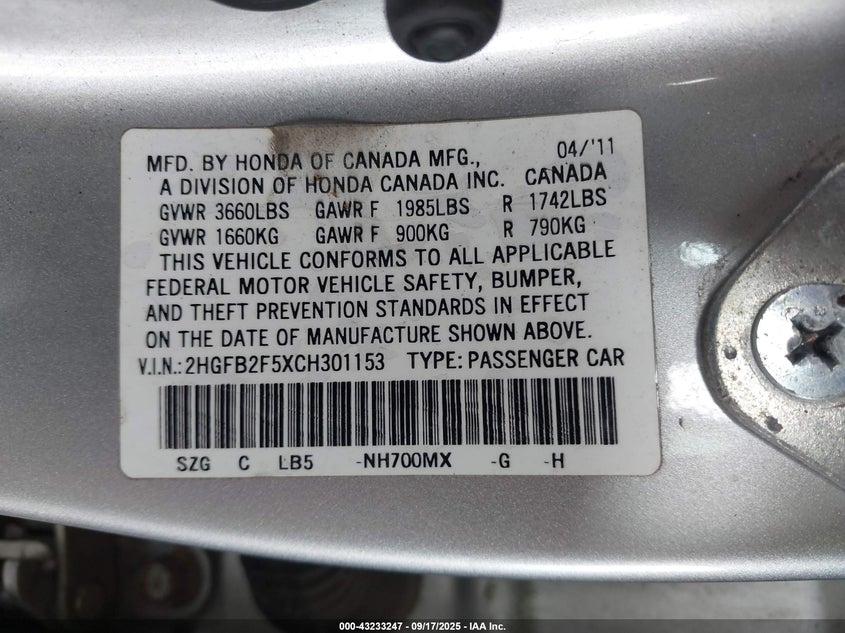 MFD. BY HONDA OF CANADA MFG., 04/'11
A DIVISION OF HONDA CANADA INC. CANADA
GVWR 3660LBS GAWR F 1985LBS R 1742LBS
GVWR 1660KG GAWR F 900KG R 790KG
THIS VEHICLE CONFORMS TO ALL APPLICABLE
FEDERAL MOTOR VEHICLE SAFETY, BUMPER,
AND THEFT PREVENTION STANDARDS IN EFFECT
ON THE DATE OF MANUFACTURE SHOWN ABOVE.
V.I.N.: 2HGFB2F5XCH301153 TYPE: PASSENGER CAR
SZG C LB5 -NH700MX -G -H
000-43233247 - 09/17/2025 - IAA Inc.